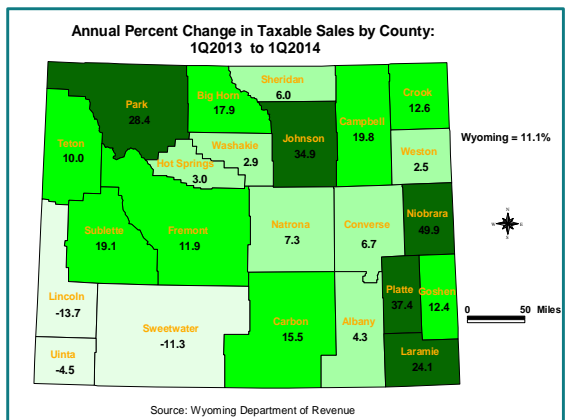 Annual Percent Change in Taxable Sales by County:
1Q2013 to 1Q2014
Sheridan
6.0
Park
28.4
Big Horn
17.9
Crook
12.6
Campbell
19.8
Johnson
34.9
Wyoming = 11.1%
Teton
10.0
Washakie
2.9
Hot Springs
3.0
Weston
2.5
Niobrara
49.9
N
W E
S
Sublette
19.1
Fremont
11.9
Natrona
7.3
Converse
6.7
Lincoln
-13.7
Sweetwater
-11.3
Carbon
15.5
Albany
4.3
Platte
37.4
Goshen
12.4
0 50 Miles
Uinta
-4.5
Laramie
24.1
Source: Wyoming Department of Revenue